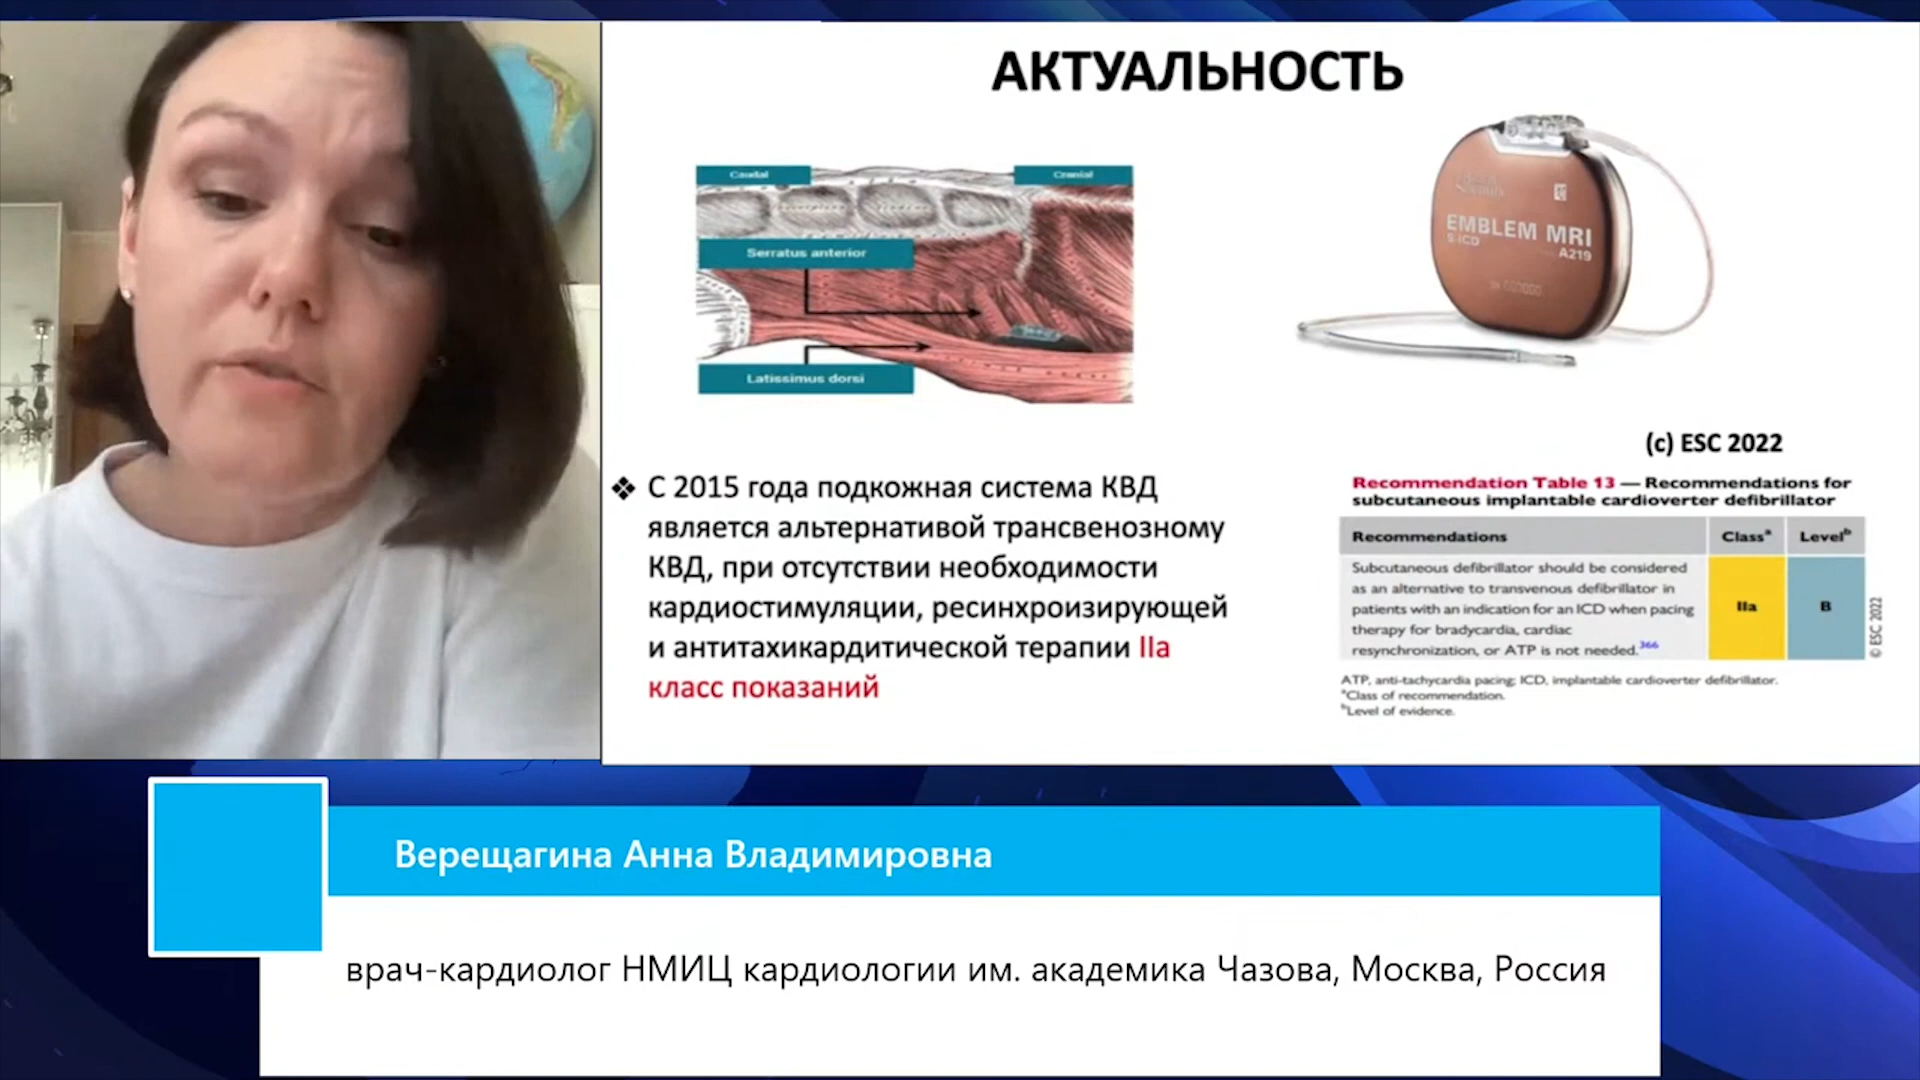 АКТУАЛЬНОСТЬ
Caudal
Cranial
Serratus anterior
Latissimus dorsi
EMBLEM MRI
S-ICD
A219
(c) ESC 2022
❖ С 2015 года подкожная система КВД
является альтернативой трансвенозному
КВД, при отсутствии необходимости
кардиостимуляции, ресинхроизирующей
и антитахикардитической терапии IIa
класс показаний
Recommendation Table 13 — Recommendations for
subcutaneous implantable cardioverter defibrillator
Recommendations Classᵃ Levelᵇ
Subcutaneous defibrillator should be considered
as an alternative to transvenous defibrillator in
patients with an indication for an ICD when pacing
therapy for bradycardia, cardiac
resynchronization, or ATP is not needed.³⁶⁶
IIa
B
© ESC 2022
ATP, anti-tachycardia pacing; ICD, implantable cardioverter defibrillator.
ᵃClass of recommendation.
ᵇLevel of evidence.
Верещагина Анна Владимировна
врач-кардиолог НМИЦ кардиологии им. академика Чазова, Москва, Россия